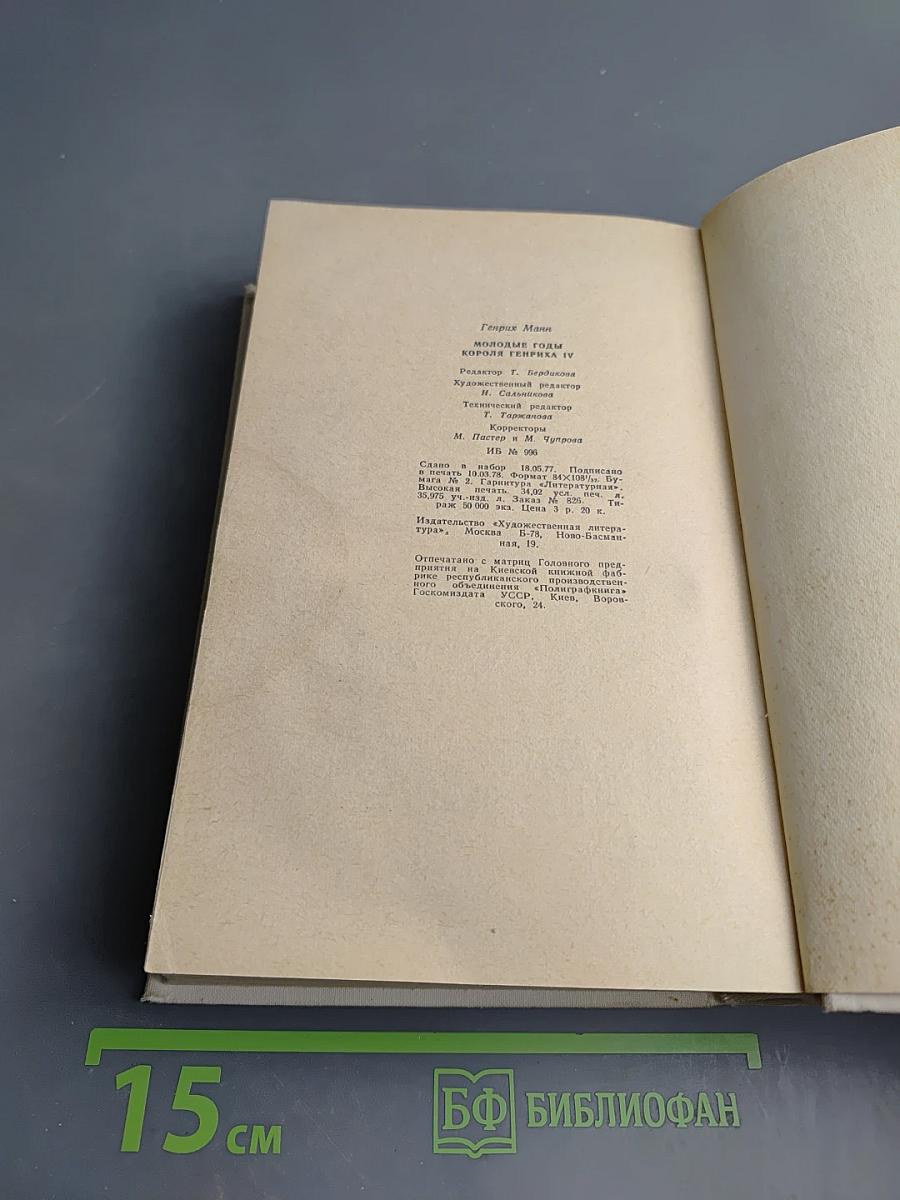 Генрих Манн
МОЛОДЫЕ ГОДЫ
КОРОЛЯ ГЕНРИХА IV
Редактор Т. Бердикова
Художественный редактор
И. Сальникова
Технический редактор
Т. Таржанова
Корректоры
М. Пастер и М. Чупрова
ИБ № 996
Сдано в набор 18.05.77. Подписано
в печать 10.03.78. Формат 84×108¹/₃₂. Бу-
мага № 2. Гарнитура «Литературная».
Высокая печать. 34,02 усл. печ. л.
35,975 уч.-изд. л. Заказ № 826. Ти-
раж 50 000 экз. Цена 3 р. 20 к.
Издательство «Художественная литера-
тура», Москва Б-78, Ново-Басман-
ная, 19.
Отпечатано с матриц Головного пред-
приятия на Киевской книжной фаб-
рике республиканского производствен-
ного объединения «Полиграфкнига»
Госкомиздата УССР, Киев, Воров-
ского, 24.
15 см
БФ БИБЛИОФАН